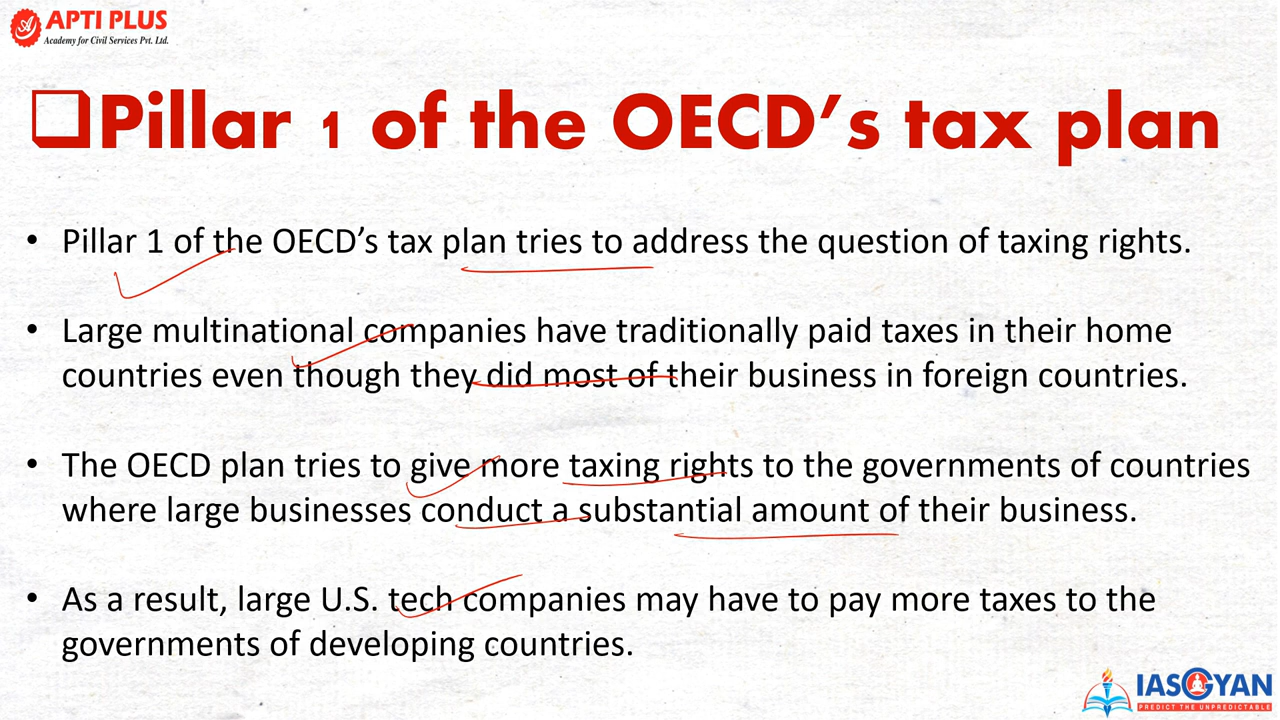 APTI PLUS
Academy for Civil Services Pvt. Ltd.
Pillar 1 of the OECD’s tax plan
• Pillar 1 of the OECD’s tax plan tries to address the question of taxing rights.
• Large multinational companies have traditionally paid taxes in their home
countries even though they did most of their business in foreign countries.
• The OECD plan tries to give more taxing rights to the governments of countries
where large businesses conduct a substantial amount of their business.
• As a result, large U.S. tech companies may have to pay more taxes to the
governments of developing countries.
IASGYAN
PREDICT THE UNPREDICTABLE